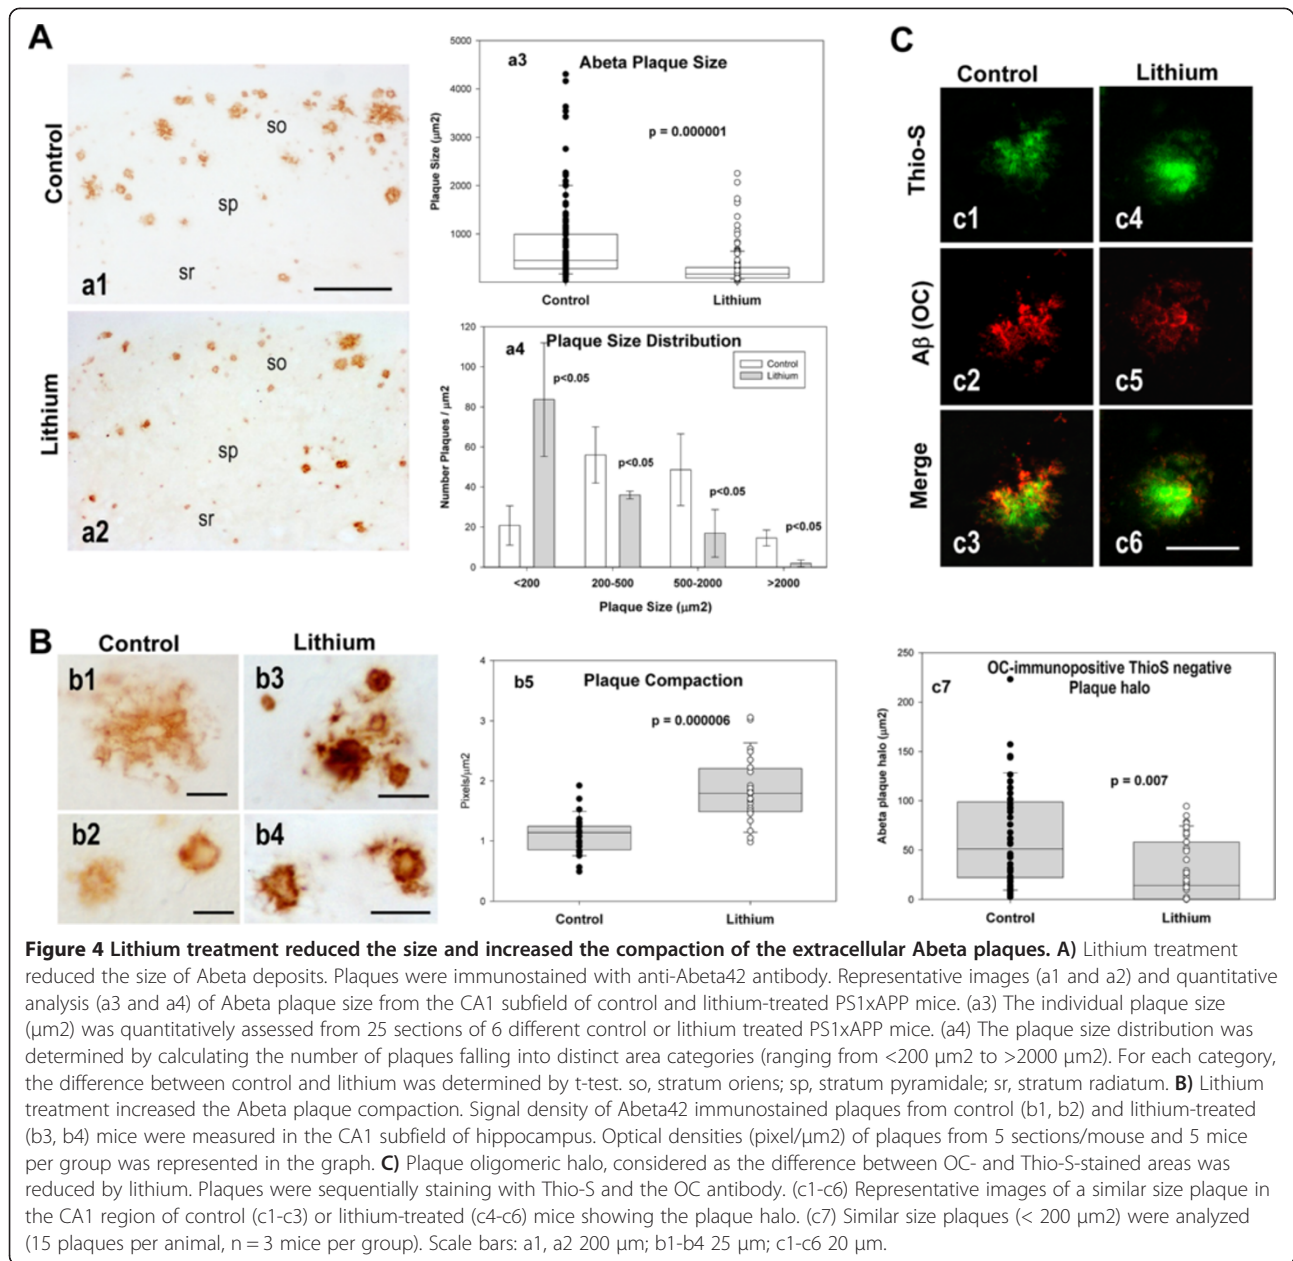 A
Control
so
sp
sr
a1
Lithium
so
sp
sr
a2
a3
Abeta Plaque Size
p = 0.000001
Plaque Size (µm2)
5000
4000
3000
2000
1000
Control
Lithium
a4
Plaque Size Distribution
Control
Lithium
p<0.05
p<0.05
p<0.05
p<0.05
Number Plaques / µm2
120
100
80
60
40
20
0
<200
200-500
500-2000
>2000
Plaque Size (µm2)
C
Control
Lithium
Thio-S
c1
c4
Aβ (OC)
c2
c5
Merge
c3
c6
B
Control
Lithium
b1
b3
b2
b4
b5
Plaque Compaction
p = 0.000006
Pixels/µm2
4
3
2
1
0
Control
Lithium
c7
OC-immunopositive ThioS negative
Plaque halo
p = 0.007
Abeta plaque halo (µm2)
250
200
150
100
50
0
Control
Lithium
Figure 4 Lithium treatment reduced the size and increased the compaction of the extracellular Abeta plaques. A) Lithium treatment
reduced the size of Abeta deposits. Plaques were immunostained with anti-Abeta42 antibody. Representative images (a1 and a2) and quantitative
analysis (a3 and a4) of Abeta plaque size from the CA1 subfield of control and lithium-treated PS1xAPP mice. (a3) The individual plaque size
(µm2) was quantitatively assessed from 25 sections of 6 different control or lithium treated PS1xAPP mice. (a4) The plaque size distribution was
determined by calculating the number of plaques falling into distinct area categories (ranging from <200 µm2 to >2000 µm2). For each category,
the difference between control and lithium was determined by t-test. so, stratum oriens; sp, stratum pyramidale; sr, stratum radiatum. B) Lithium
treatment increased the Abeta plaque compaction. Signal density of Abeta42 immunostained plaques from control (b1, b2) and lithium-treated
(b3, b4) mice were measured in the CA1 subfield of hippocampus. Optical densities (pixel/µm2) of plaques from 5 sections/mouse and 5 mice
per group was represented in the graph. C) Plaque oligomeric halo, considered as the difference between OC- and Thio-S-stained areas was
reduced by lithium. Plaques were sequentially staining with Thio-S and the OC antibody. (c1-c6) Representative images of a similar size plaque in
the CA1 region of control (c1-c3) or lithium-treated (c4-c6) mice showing the plaque halo. (c7) Similar size plaques (< 200 µm2) were analyzed
(15 plaques per animal, n = 3 mice per group). Scale bars: a1, a2 200 µm; b1-b4 25 µm; c1-c6 20 µm.